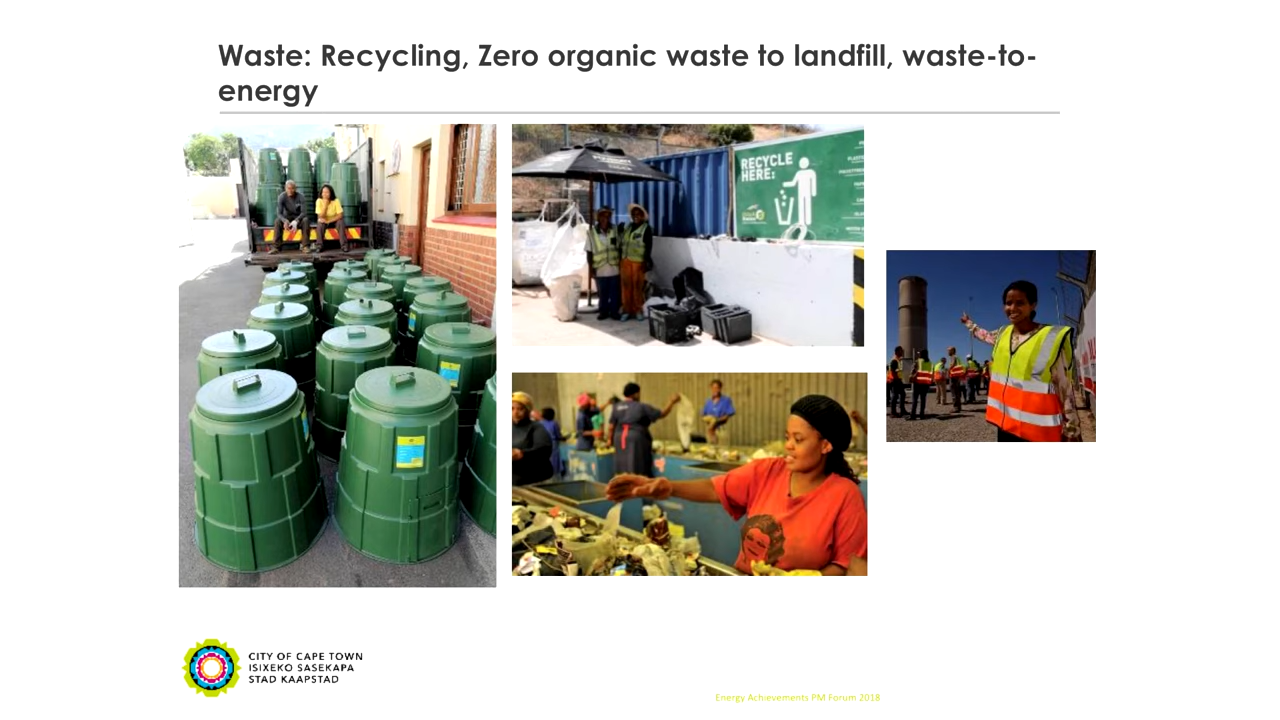 Waste: Recycling, Zero organic waste to landfill, waste-to-
energy
RECYCLE
HERE:
CITY OF CAPE TOWN
ISIXEKO SASEKAPA
STAD KAAPSTAD
Energy Achievements PM Forum 2018